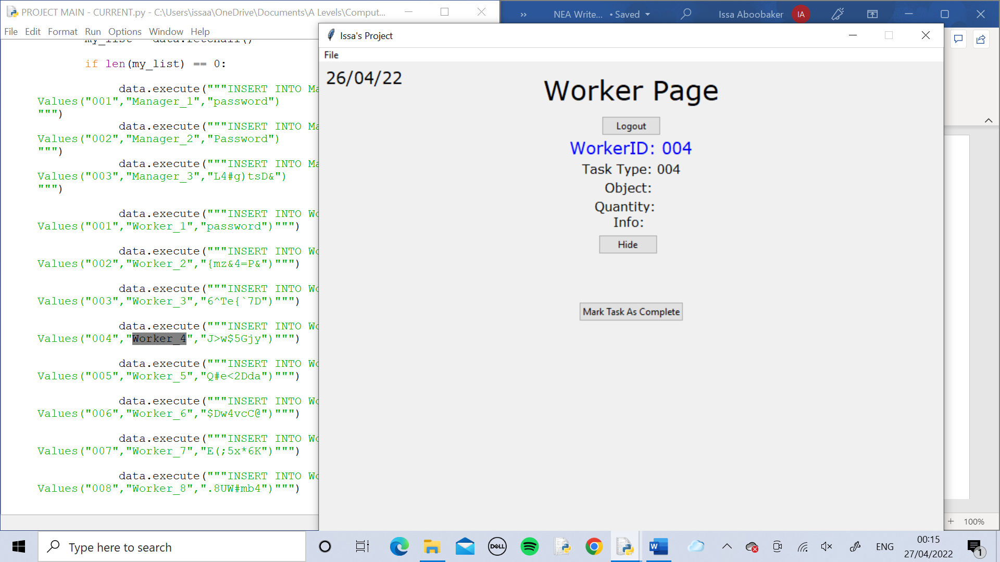 PROJECT MAIN - CURRENT.py - C:\Users\issaa\OneDrive\Documents\A Levels\Comput...
File Edit Format Run Options Window Help
my_list = data.fetchall()
if len(my_list) == 0:
data.execute("""INSERT INTO Ma
Values("001","Manager_1","password")
""")
data.execute("""INSERT INTO Ma
Values("002","Manager_2","Password")
""")
data.execute("""INSERT INTO Ma
Values("003","Manager_3","L4#g)tsD&")
""")
data.execute("""INSERT INTO Wo
Values("001","Worker_1","password")""")
data.execute("""INSERT INTO Wo
Values("002","Worker_2","{mz&4=P&")""")
data.execute("""INSERT INTO Wo
Values("003","Worker_3","6^Te{`7D")""")
data.execute("""INSERT INTO Wo
Values("004","Worker_4","J>w$5Gjy")""")
data.execute("""INSERT INTO Wo
Values("005","Worker_5","Q#e<2Dda")""")
data.execute("""INSERT INTO Wo
Values("006","Worker_6","$Dw4vcC@")""")
data.execute("""INSERT INTO Wo
Values("007","Worker_7","E(;5x*6K")""")
data.execute("""INSERT INTO Wo
Values("008","Worker_8",".8UW#mb4")""")
NEA Write... • Saved
Issa Aboobaker
IA
Issa's Project
File
26/04/22
Worker Page
Logout
WorkerID: 004
Task Type: 004
Object:
Quantity:
Info:
Hide
Mark Task As Complete
+ 100%
Type here to search
DELL
W
ENG
00:15
27/04/2022
1